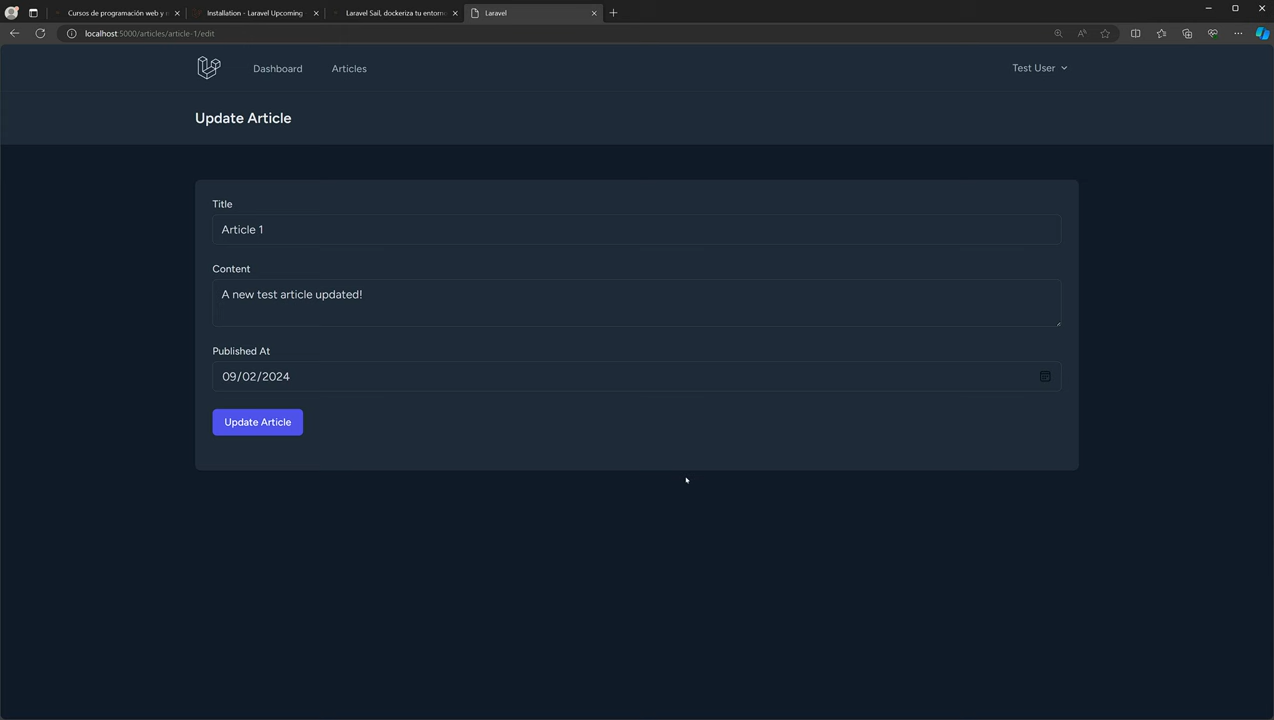 Cursos de programación web y
Installation - Laravel Upcoming
Laravel Sail, dockeriza tu entorn
Laravel
localhost:5000/articles/article-1/edit
Dashboard
Articles
Test User
Update Article
Title
Article 1
Content
A new test article updated!
Published At
09/02/2024
Update Article